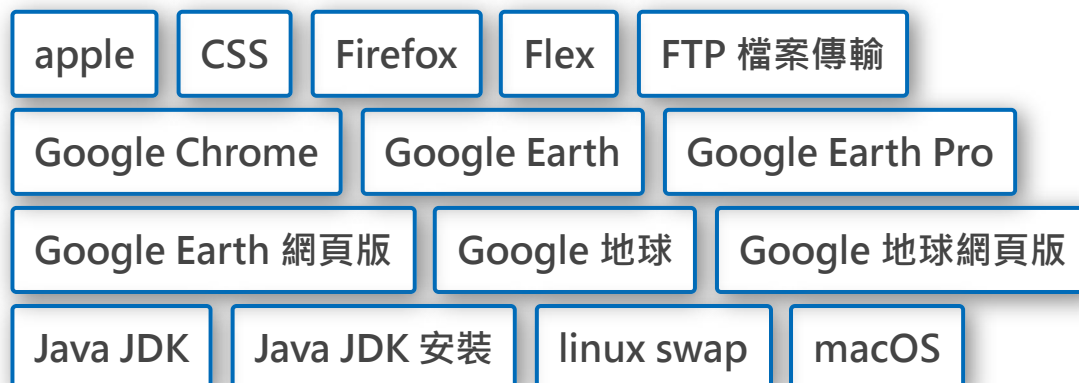 apple CSS Firefox Flex FTP 檔案傳輸
Google Chrome Google Earth Google Earth Pro
Google Earth 網頁版 Google 地球 Google 地球網頁版
Java JDK Java JDK 安裝 linux swap macOS